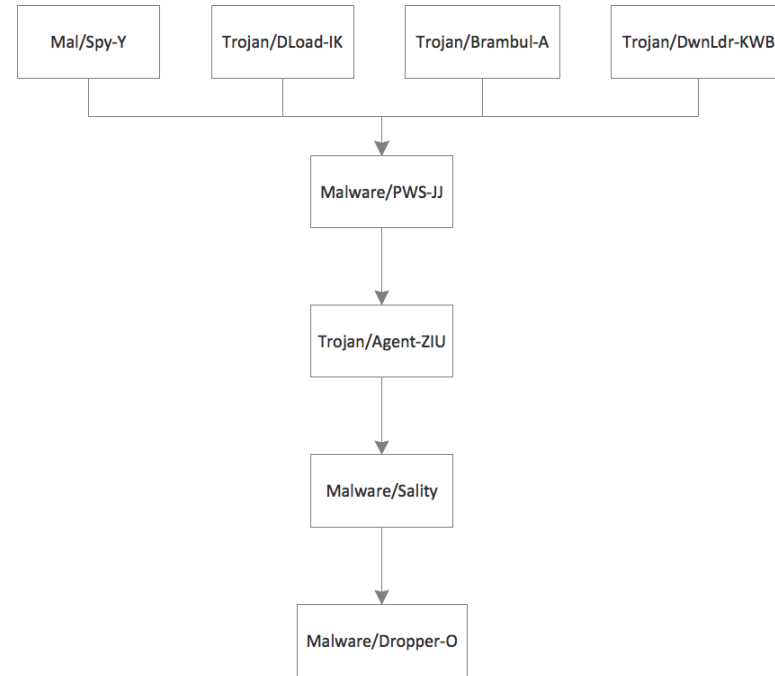 Mal/Spy-Y
Trojan/DLoad-IK
Trojan/Brambul-A
Trojan/DwnLdr-KWB
Malware/PWS-JJ
Trojan/Agent-ZIU
Malware/Sality
Malware/Dropper-O